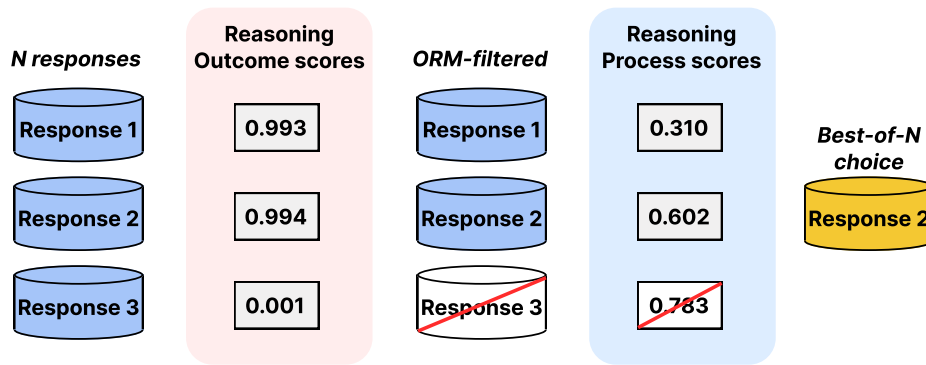 N responses
Response 1
Response 2
Response 3
Reasoning
Outcome scores
0.993
0.994
0.001
ORM-filtered
Response 1
Response 2
Response 3
Reasoning
Process scores
0.310
0.602
0.783
Best-of-N
choice
Response 2